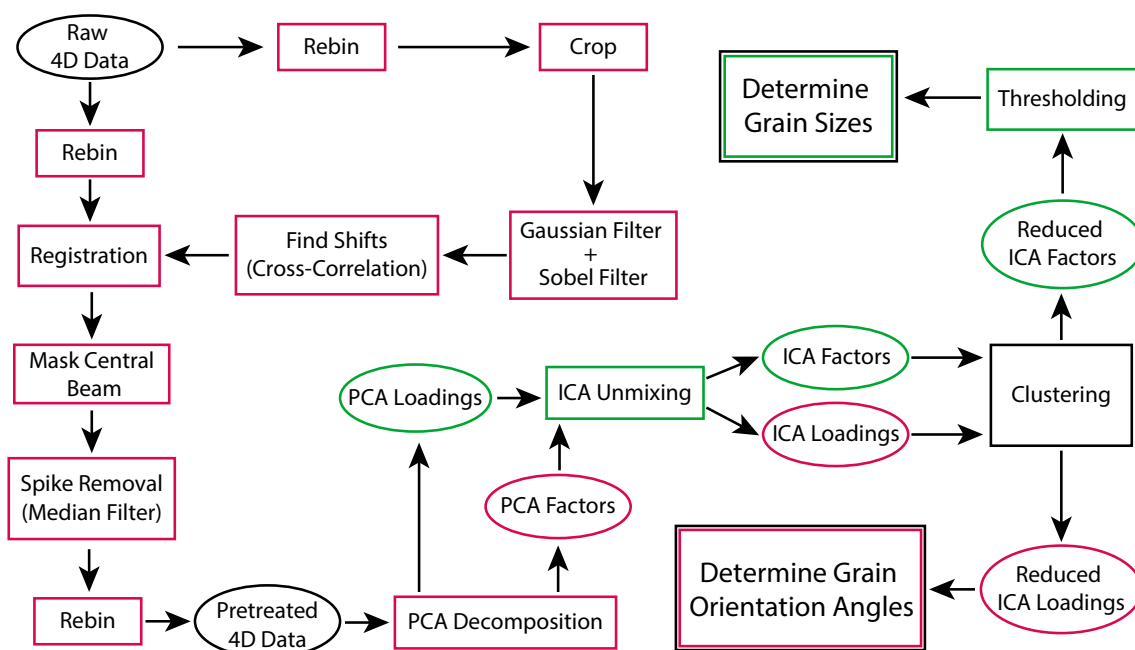 Raw
4D Data
Rebin
Crop
Rebin
Registration
Find Shifts
(Cross-Correlation)
Gaussian Filter
+
Sobel Filter
Mask Central
Beam
Spike Removal
(Median Filter)
Rebin
Pretreated
4D Data
PCA Decomposition
PCA Loadings
PCA Factors
ICA Unmixing
ICA Factors
ICA Loadings
Clustering
Reduced
ICA Factors
Thresholding
Determine
Grain Sizes
Reduced
ICA Loadings
Determine Grain
Orientation Angles